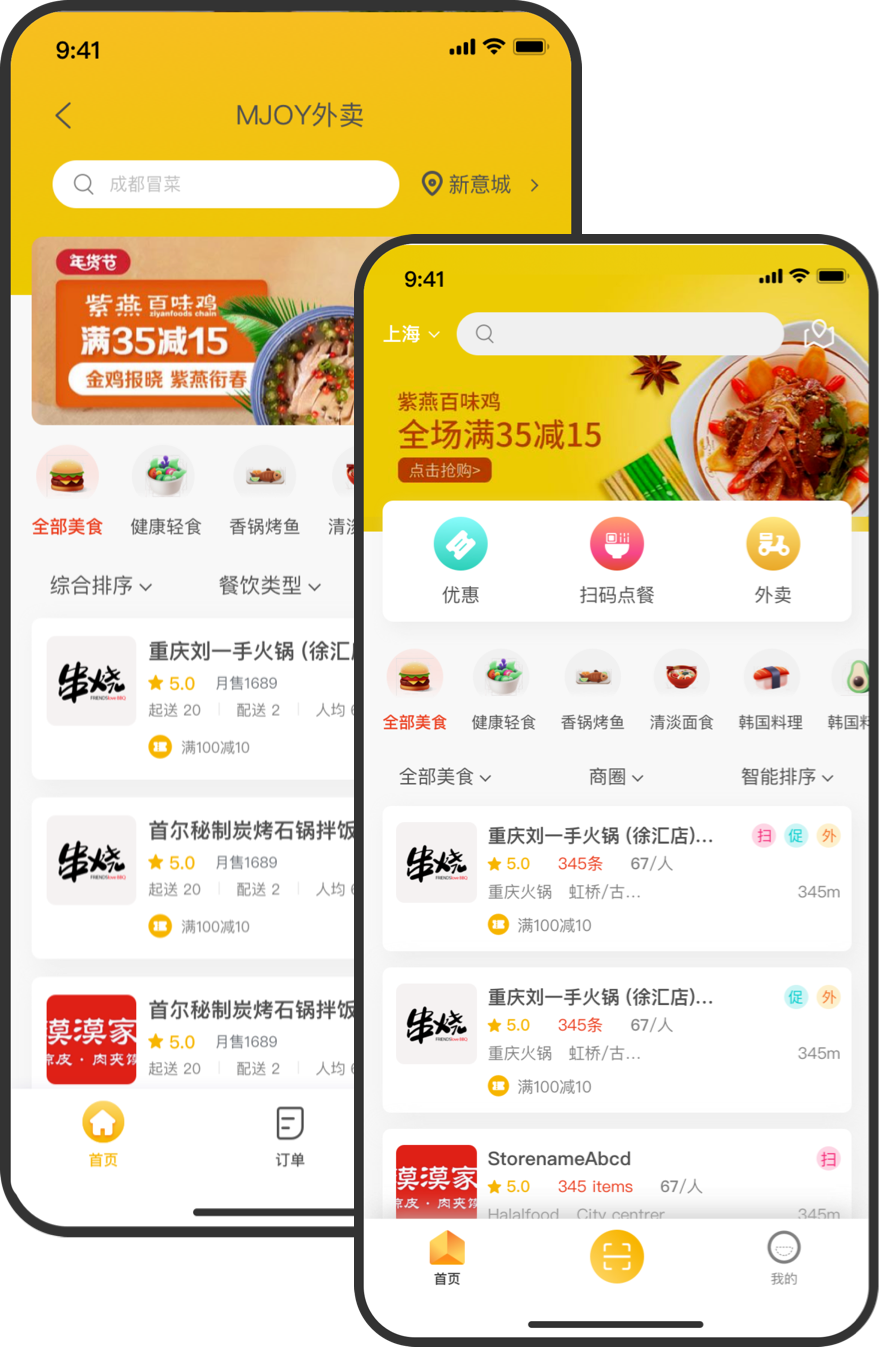 9:41
MJOY外卖
成都冒菜
新意城
年货节
紫燕百味鸡
ziyanfoods chain
满35减15
金鸡报晓 紫燕衔春
全部美食 健康轻食 香锅烤鱼
综合排序 餐饮类型
重庆刘一手火锅 (徐汇
串烧
5.0 月售1689
起送 20 配送 2 人均
满100减10
首尔秘制炭烤石锅拌饭
串烧
5.0 月售1689
起送 20 配送 2 人均
满100减10
首尔秘制炭烤石锅拌饭
漠漠家
5.0 月售1689
起送 20 配送 2 人均
首页 订单
9:41
上海
紫燕百味鸡
全场满35减15
点击抢购>
优惠 扫码点餐 外卖
全部美食 健康轻食 香锅烤鱼 清淡面食 韩国料理 韩国料
全部美食 商圈 智能排序
重庆刘一手火锅 (徐汇店)... 扫 促 外
串烧
5.0 345条 67/人
重庆火锅 虹桥/古... 345m
满100减10
重庆刘一手火锅 (徐汇店)... 促 外
串烧
5.0 345条 67/人
重庆火锅 虹桥/古... 345m
满100减10
StorenameAbcd 扫
漠漠家
5.0 345 items 67/人
Halalfood City centrer 345m
首页 我的